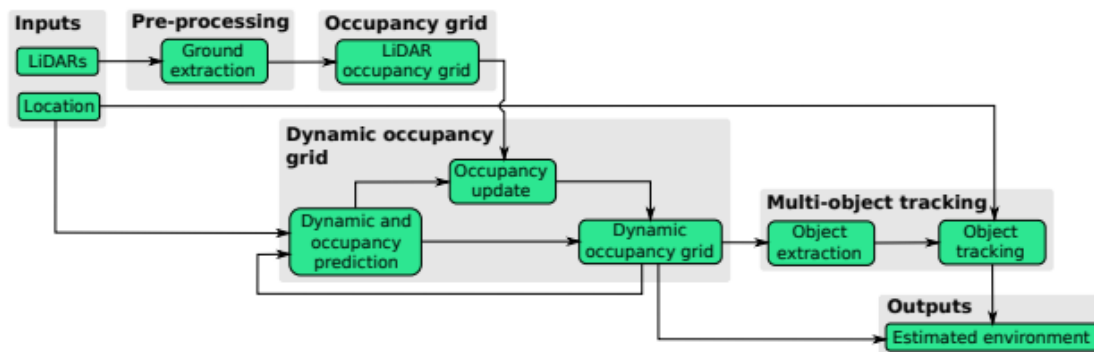 Inputs
LiDARs
Location
Pre-processing
Ground
extraction
Occupancy grid
LiDAR
occupancy grid
Dynamic occupancy
grid
Occupancy
update
Dynamic and
occupancy
prediction
Dynamic
occupancy grid
Multi-object tracking
Object
extraction
Object
tracking
Outputs
Estimated environment